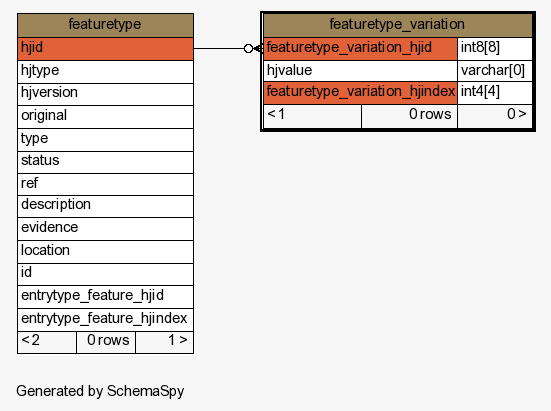 featuretype
hjid
hjtype
hjversion
original
type
status
ref
description
evidence
location
id
entrytype_feature_hjid
entrytype_feature_hjindex
< 2 0 rows 1 >
featuretype_variation
featuretype_variation_hjid int8[8]
hjvalue varchar[0]
featuretype_variation_hjindex int4[4]
< 1 0 rows 0 >
Generated by SchemaSpy